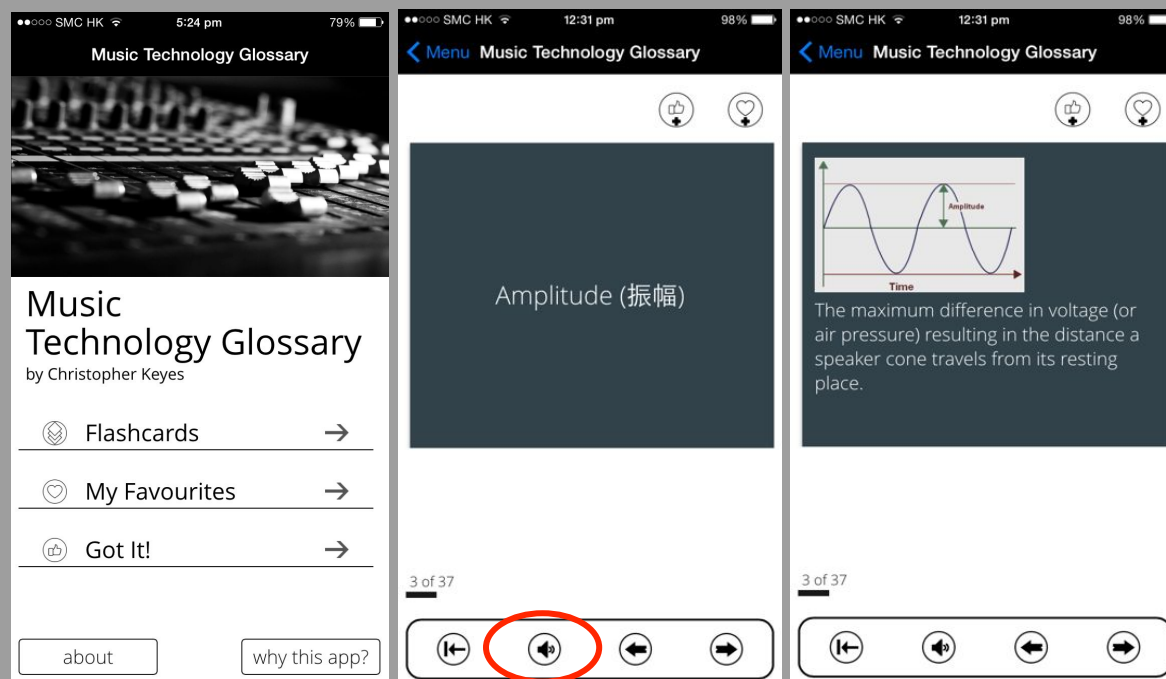 ●●○○○ SMC HK 5:24 pm 79%
Music Technology Glossary
Music
Technology Glossary
by Christopher Keyes
Flashcards
My Favourites
Got It!
about
why this app?
●●○○○ SMC HK 12:31 pm 98%
Menu Music Technology Glossary
Amplitude (振幅)
3 of 37
●●○○○ SMC HK 12:31 pm 98%
Menu Music Technology Glossary
Amplitude
Time
The maximum difference in voltage (or
air pressure) resulting in the distance a
speaker cone travels from its resting
place.
3 of 37